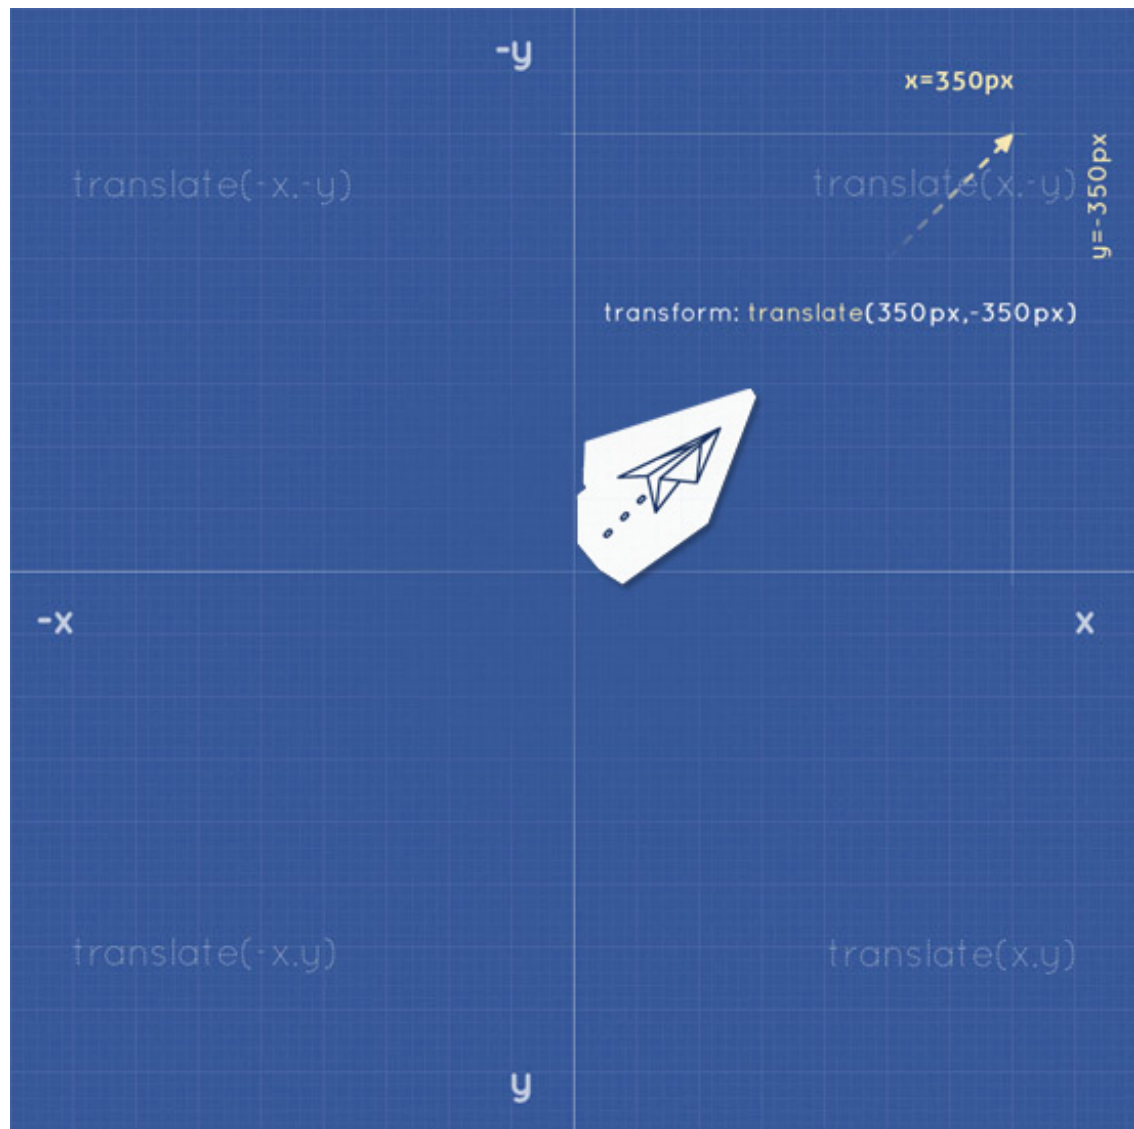 -y
x=350px
translate(-x.-y)
translate(x.-y)
y=-350px
transform: translate(350px,-350px)
-x
x
translate(-x.y)
translate(x.y)
y